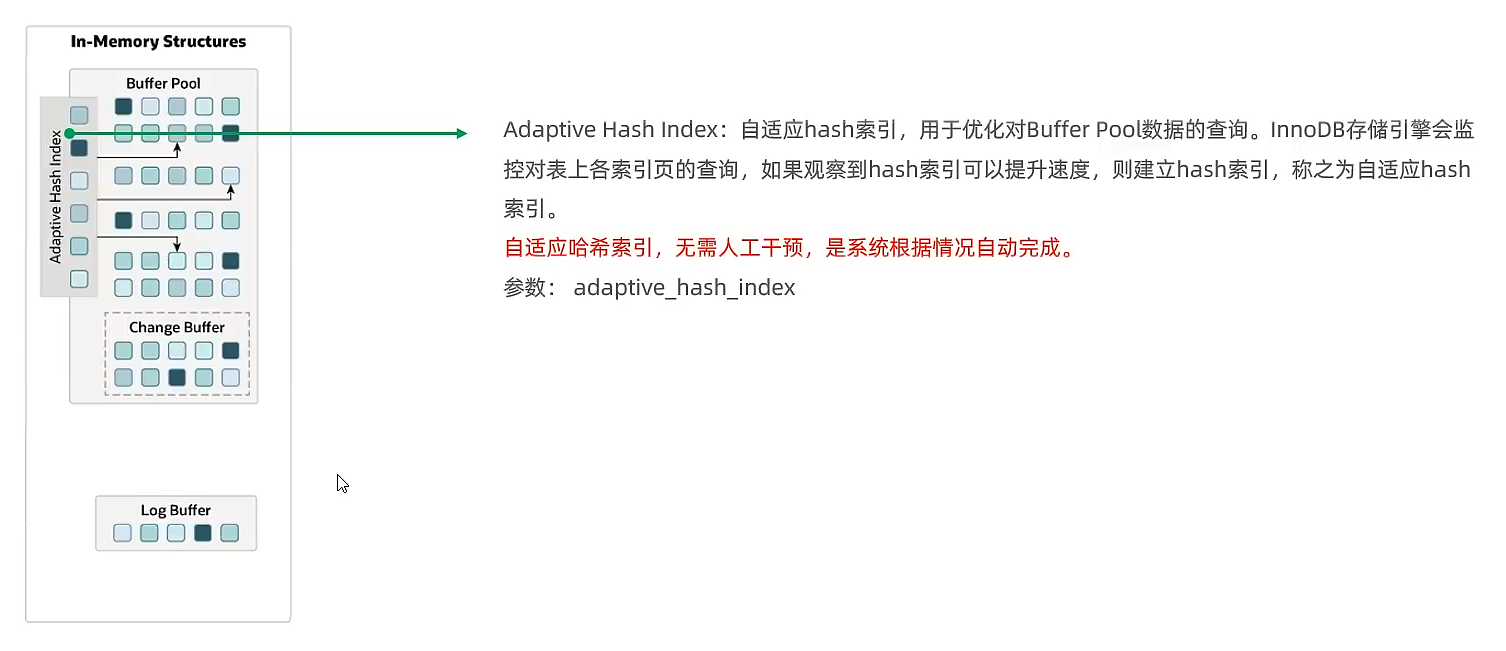 In-Memory Structures
Buffer Pool
Adaptive Hash Index
Change Buffer
Log Buffer
Adaptive Hash Index：自适应hash索引，用于优化对Buffer Pool数据的查询。InnoDB存储引擎会监
控对表上各索引页的查询，如果观察到hash索引可以提升速度，则建立hash索引，称之为自适应hash
索引。
自适应哈希索引，无需人工干预，是系统根据情况自动完成。
参数： adaptive_hash_index